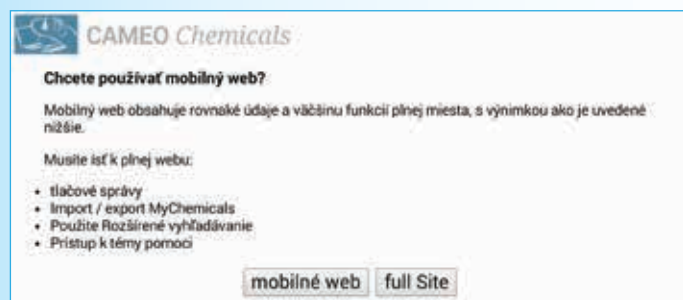 CAMEO Chemicals
Chcete používať mobilný web?
Mobilný web obsahuje rovnaké údaje a väčšinu funkcií plnej miesta, s výnimkou ako je uvedené
nižšie.
Musíte ísť k plnej webu:
• tlačové správy
• Import / export MyChemicals
• Použite Rozšírené vyhľadávanie
• Prístup k témy pomoci
mobilné web full Site